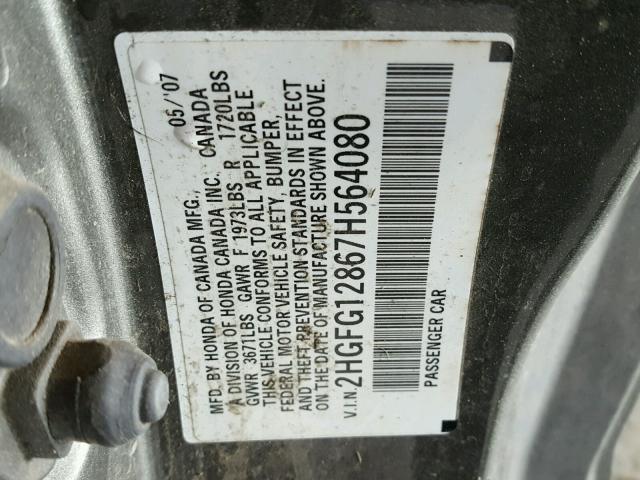 MFD. BY HONDA OF CANADA MFG., 05/'07
A DIVISION OF HONDA CANADA INC. CANADA
GVWR 3671LBS GAWR F 1973LBS R 1720LBS
THIS VEHICLE CONFORMS TO ALL APPLICABLE
FEDERAL MOTOR VEHICLE SAFETY, BUMPER,
AND THEFT PREVENTION STANDARDS IN EFFECT
ON THE DATE OF MANUFACTURE SHOWN ABOVE.
V.I.N. 2HGFG12867H564080
PASSENGER CAR